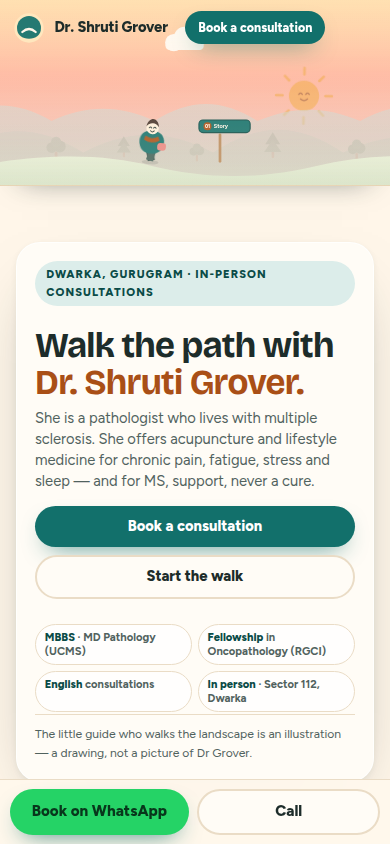 Dr. Shruti Grover
Book a consultation
01 Story
DWARKA, GURUGRAM · IN-PERSON
CONSULTATIONS
Walk the path with
Dr. Shruti Grover.
She is a pathologist who lives with multiple
sclerosis. She offers acupuncture and lifestyle
medicine for chronic pain, fatigue, stress and
sleep — and for MS, support, never a cure.
Book a consultation
Start the walk
MBBS · MD Pathology
(UCMS)
Fellowship in
Oncopathology (RGCI)
English consultations
In person · Sector 112,
Dwarka
The little guide who walks the landscape is an illustration
— a drawing, not a picture of Dr Grover.
Book on WhatsApp
Call